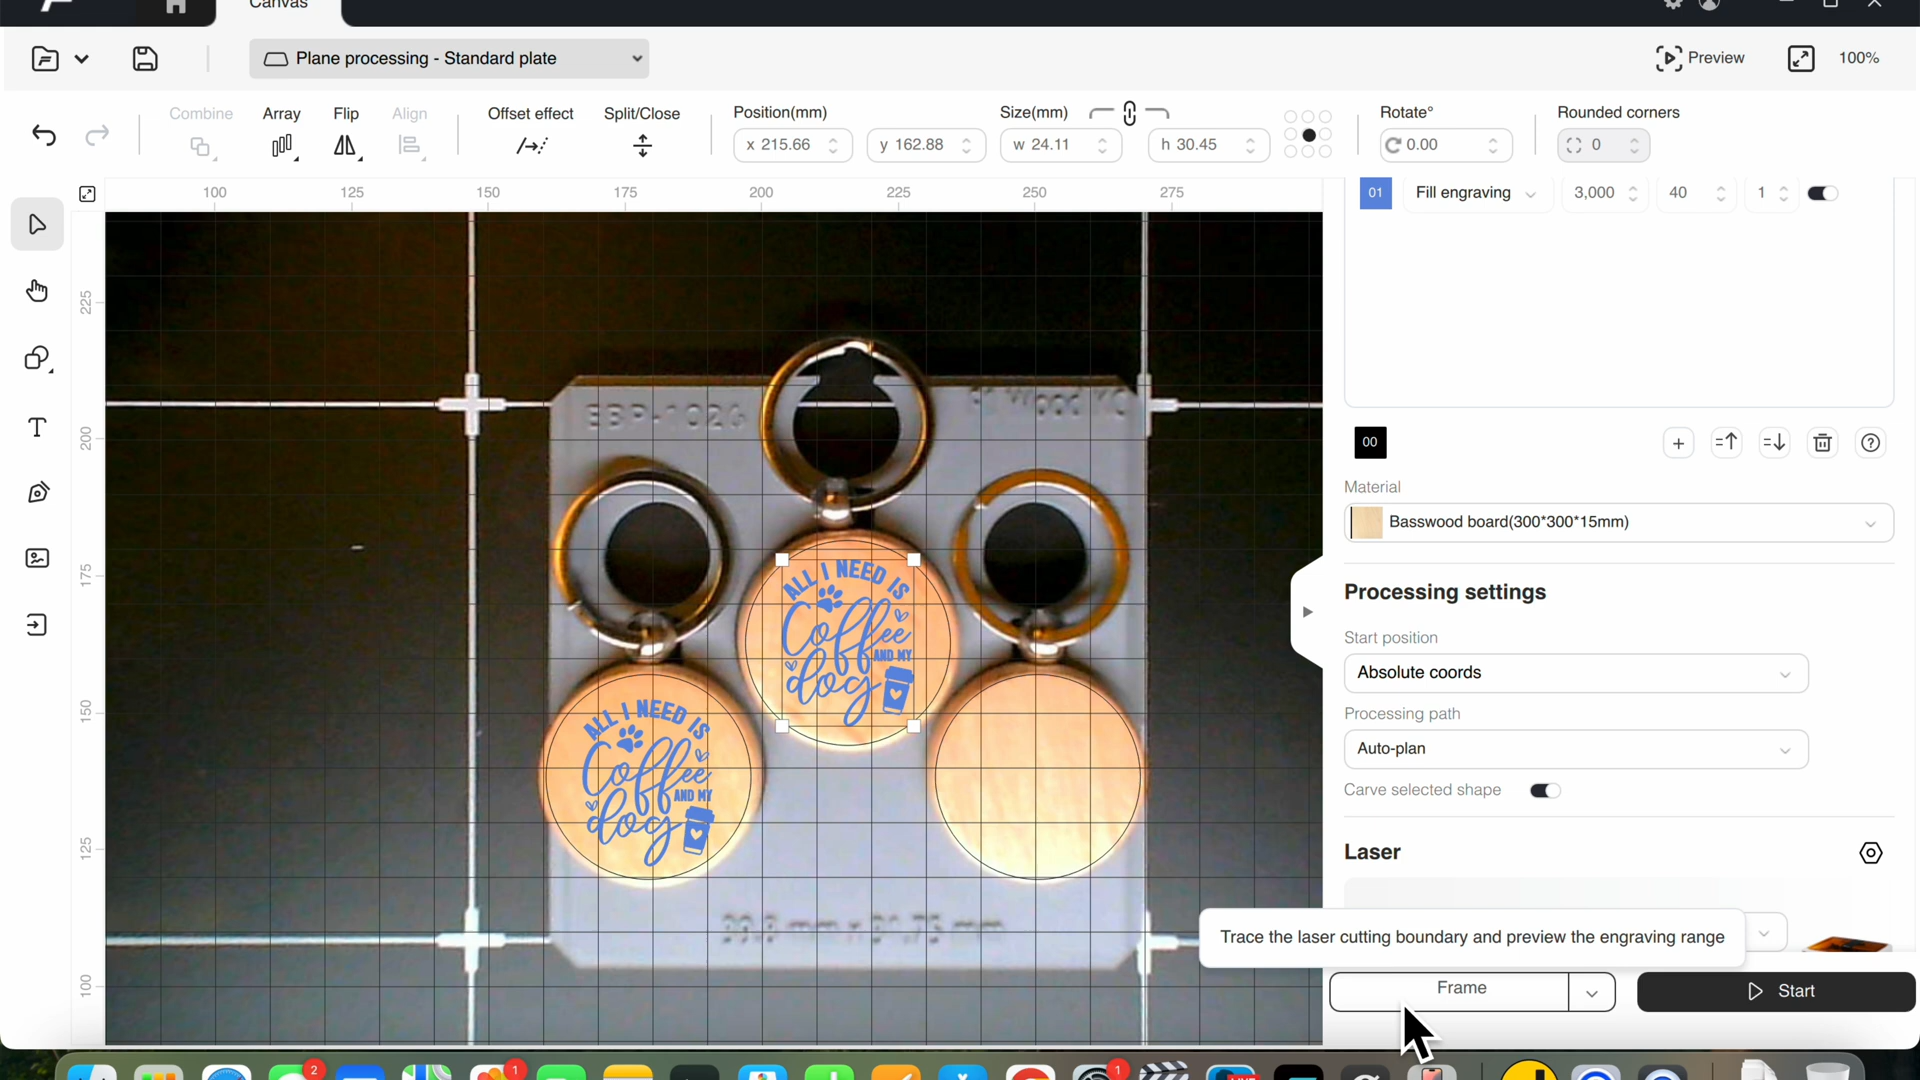 Canvas
Plane processing - Standard plate
Preview
100%
Combine
Array
Flip
Align
Offset effect
Split/Close
Position(mm)
Size(mm)
Rotate°
Rounded corners
x 215.66
y 162.88
w 24.11
h 30.45
0.00
0
100
125
150
175
200
225
250
275
01
Fill engraving
3,000
40
1
225
200
175
150
125
100
00
Material
Basswood board(300*300*15mm)
Processing settings
Start position
Absolute coords
Processing path
Auto-plan
Carve selected shape
Laser
Trace the laser cutting boundary and preview the engraving range
Frame
Start
ALL I NEED IS
Coffee
AND MY
dog
ALL I NEED IS
Coffee
AND MY
dog
2
1
1